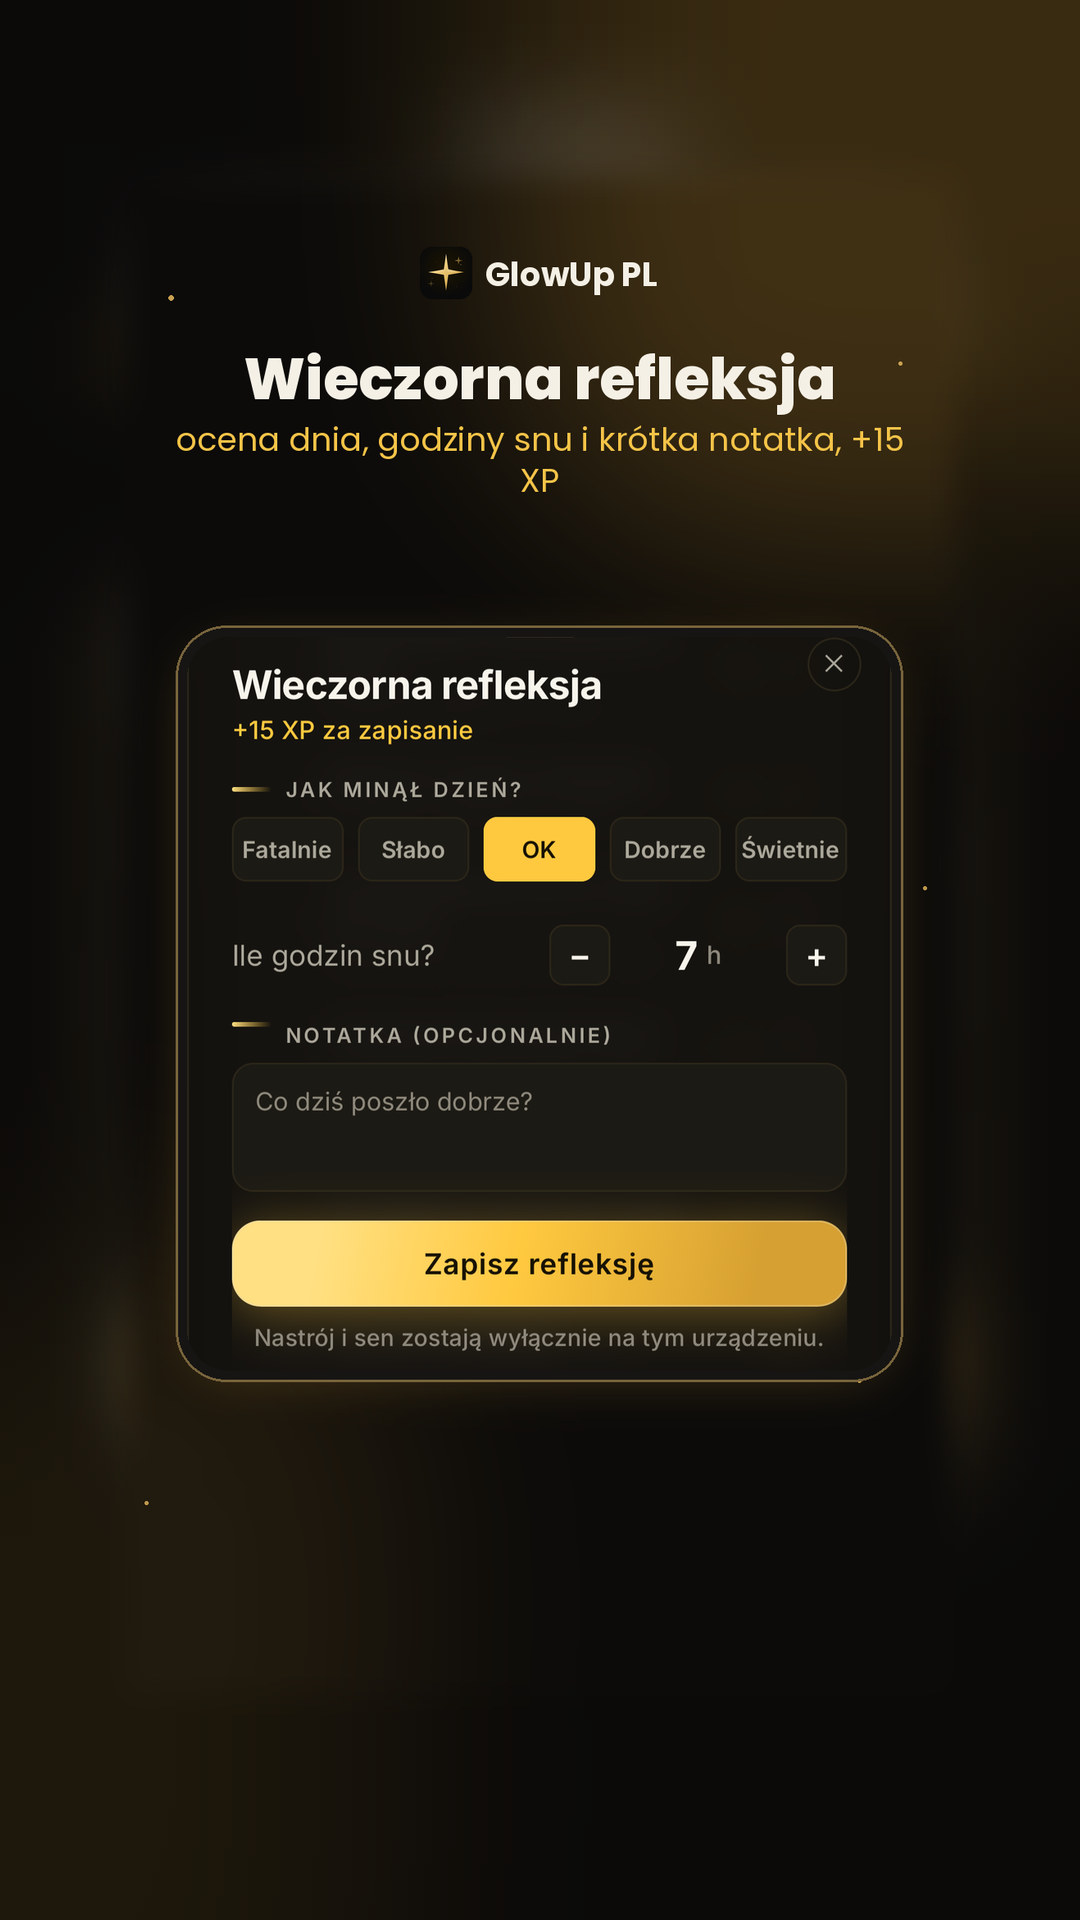 GlowUp PL
Wieczorna refleksja
ocena dnia, godziny snu i krótka notatka, +15
XP
Wieczorna refleksja
+15 XP za zapisanie
JAK MINĄŁ DZIEŃ?
Fatalnie Słabo OK Dobrze Świetnie
Ile godzin snu? − 7 h +
NOTATKA (OPCJONALNIE)
Co dziś poszło dobrze?
Zapisz refleksję
Nastrój i sen zostają wyłącznie na tym urządzeniu.